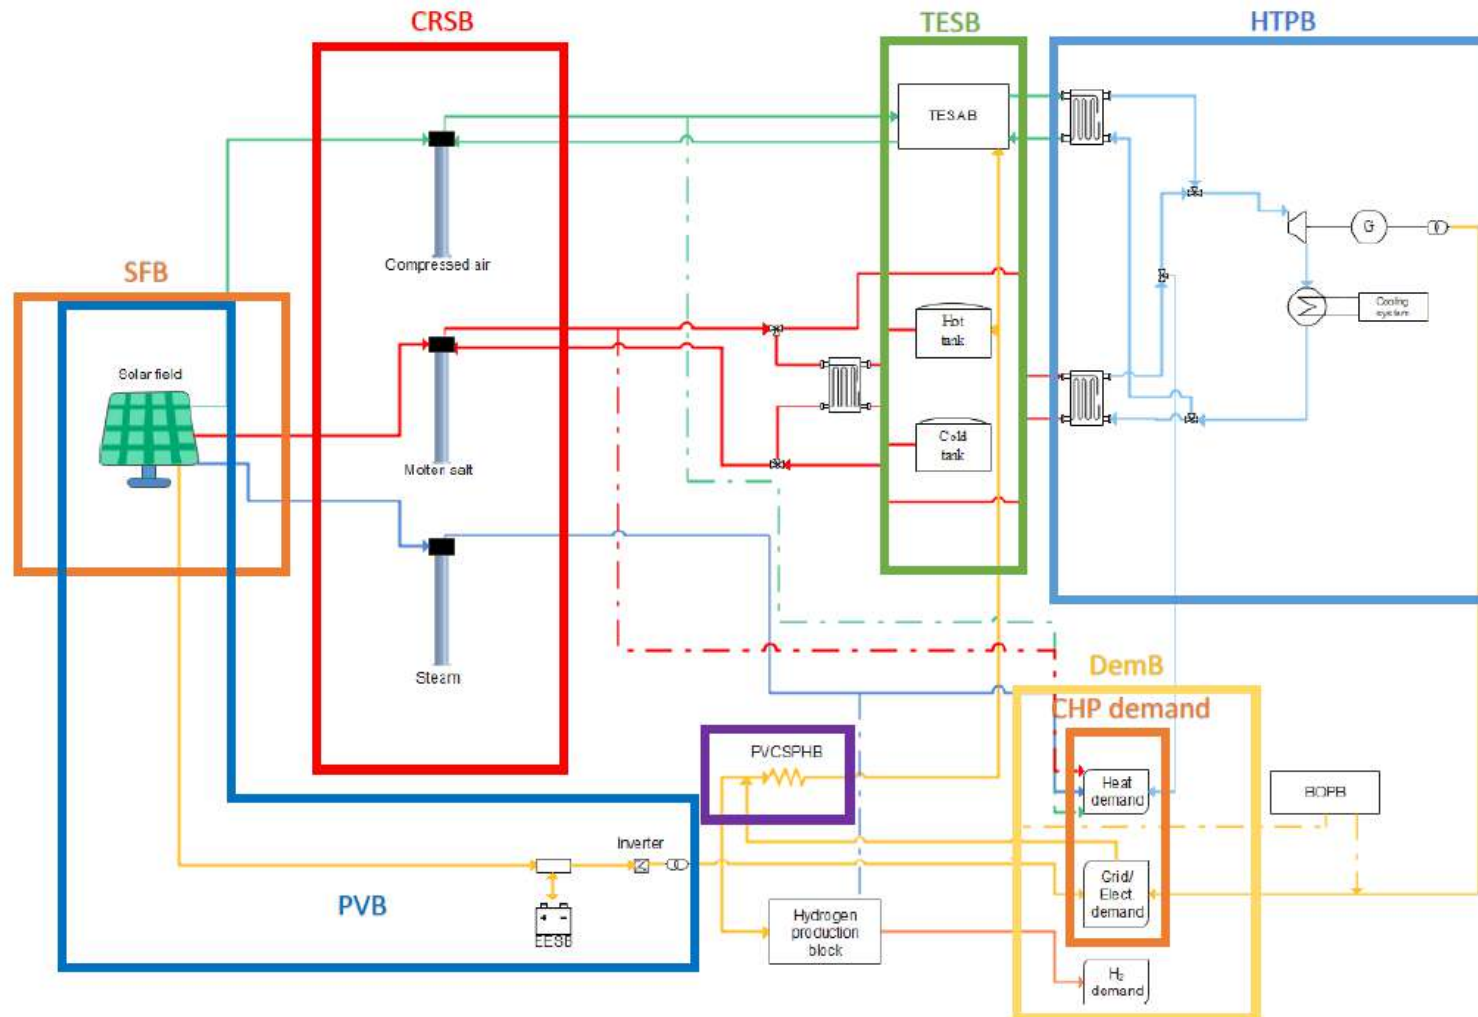 CRSB
TESB
HTPB
TESAB
Compressed air
SFB
G
Cooling
system
Hot
tank
Solar field
Cold
tank
Molten salt
Steam
DemB
CHP demand
PVCSPHB
Heat
demand
BOPB
Inverter
Grid/
Elect.
demand
PVB
EESB
Hydrogen
production
block
H₂
demand